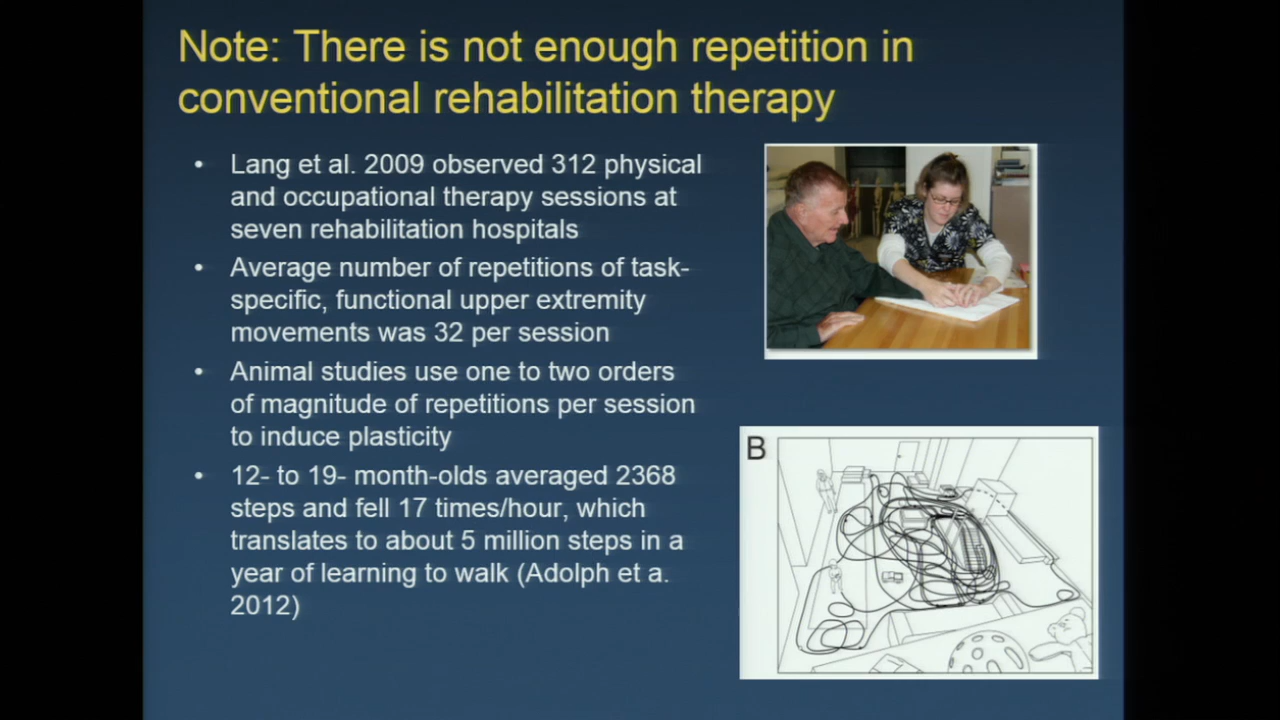 Note: There is not enough repetition in
conventional rehabilitation therapy
• Lang et al. 2009 observed 312 physical
and occupational therapy sessions at
seven rehabilitation hospitals
• Average number of repetitions of task-
specific, functional upper extremity
movements was 32 per session
• Animal studies use one to two orders
of magnitude of repetitions per session
to induce plasticity
• 12- to 19- month-olds averaged 2368
steps and fell 17 times/hour, which
translates to about 5 million steps in a
year of learning to walk (Adolph et a.
2012)
B